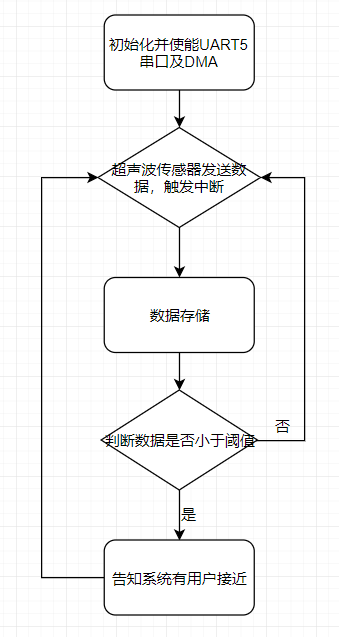 初始化并使能UART5
串口及DMA
超声波传感器发送数
据，触发中断
数据存储
判断数据是否小于阈值
否
是
告知系统有用户接近